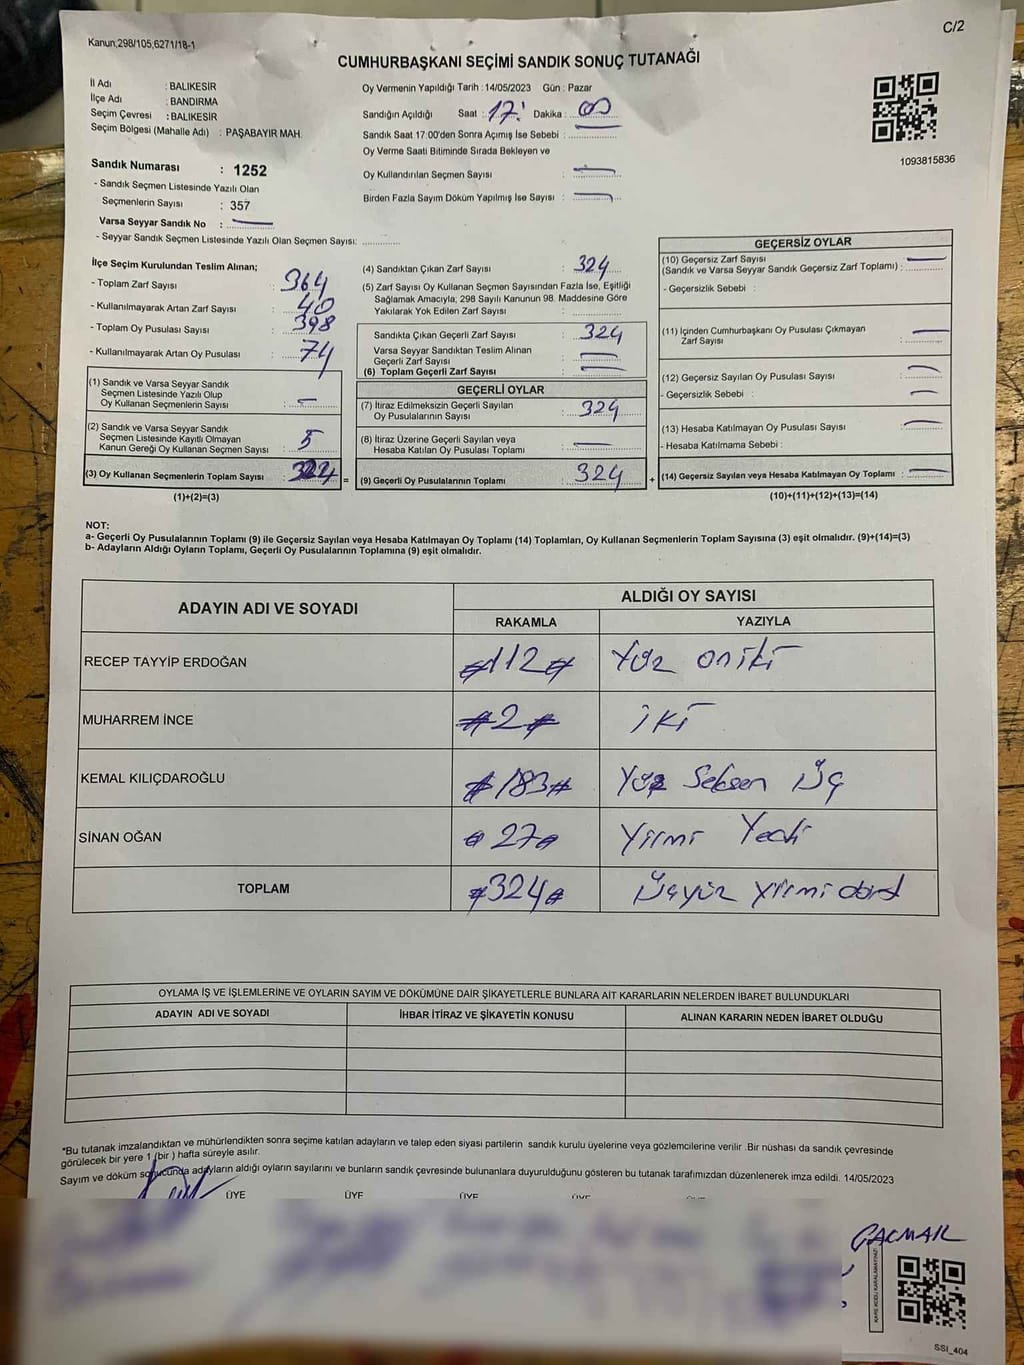 Kanun,298/105,6271/18-1
C/2
CUMHURBAŞKANI SEÇİMİ SANDIK SONUÇ TUTANAĞI
İl Adı : BALIKESİR
İlçe Adı : BANDIRMA
Seçim Çevresi : BALIKESİR
Seçim Bölgesi (Mahalle Adı) : PAŞABAYIR MAH.
Sandık Numarası : 1252
- Sandık Seçmen Listesinde Yazılı Olan
Seçmenlerin Sayısı : 357
Varsa Seyyar Sandık No :
- Seyyar Sandık Seçmen Listesinde Yazılı Olan Seçmen Sayısı:
Oy Vermenin Yapıldığı Tarih : 14/05/2023 Gün : Pazar
Sandığın Açıldığı Saat : 17: Dakika : 00
Sandık Saat 17:00'den Sonra Açımış İse Sebebi :
Oy Verme Saati Bitiminde Sırada Bekleyen ve
Oy Kullandırılan Seçmen Sayısı :
Birden Fazla Sayım Döküm Yapılmış İse Sayısı :
1093815836
İlçe Seçim Kurulundan Teslim Alınan;
- Toplam Zarf Sayısı : 364
- Kullanılmayarak Artan Zarf Sayısı : 40
- Toplam Oy Pusulası Sayısı : 398
- Kullanılmayarak Artan Oy Pusulası : 74
(1) Sandık ve Varsa Seyyar Sandık
Seçmen Listesinde Yazılı Olup
Oy Kullanan Seçmenlerin Sayısı :
(2) Sandık ve Varsa Seyyar Sandık
Seçmen Listesinde Kayıtlı Olmayan
Kanun Gereği Oy Kullanan Seçmen Sayısı : 5
(3) Oy Kullanan Seçmenlerin Toplam Sayısı : 324 =
(1)+(2)=(3)
(4) Sandıktan Çıkan Zarf Sayısı : 324
(5) Zarf Sayısı Oy Kullanan Seçmen Sayısından Fazla İse, Eşitliği
Sağlamak Amacıyla; 298 Sayılı Kanunun 98. Maddesine Göre
Yakılarak Yok Edilen Zarf Sayısı :
Sandıkta Çıkan Geçerli Zarf Sayısı : 324
Varsa Seyyar Sandıktan Teslim Alınan
Geçerli Zarf Sayısı :
(6) Toplam Geçerli Zarf Sayısı :
GEÇERLİ OYLAR
(7) İtiraz Edilmeksizin Geçerli Sayılan
Oy Pusulalarının Sayısı : 324
(8) İtiraz Üzerine Geçerli Sayılan veya
Hesaba Katılan Oy Pusulası Toplamı :
(9) Geçerli Oy Pusulalarının Toplamı : 324 +
GEÇERSİZ OYLAR
(10) Geçersiz Zarf Sayısı
(Sandık ve Varsa Seyyar Sandık Geçersiz Zarf Toplamı) :
- Geçersizlik Sebebi :
(11) İçinden Cumhurbaşkanı Oy Pusulası Çıkmayan
Zarf Sayısı :
(12) Geçersiz Sayılan Oy Pusulası Sayısı :
- Geçersizlik Sebebi :
(13) Hesaba Katılmayan Oy Pusulası Sayısı :
- Hesaba Katılmama Sebebi :
(14) Geçersiz Sayılan veya Hesaba Katılmayan Oy Toplamı :
(10)+(11)+(12)+(13)=(14)
NOT:
a- Geçerli Oy Pusulalarının Toplamı (9) ile Geçersiz Sayılan veya Hesaba Katılmayan Oy Toplamı (14) Toplamları, Oy Kullanan Seçmenlerin Toplam Sayısına (3) eşit olmalıdır. (9)+(14)=(3)
b- Adayların Aldığı Oyların Toplamı, Geçerli Oy Pusulalarının Toplamına (9) eşit olmalıdır.
ADAYIN ADI VE SOYADI
ALDIĞI OY SAYISI
RAKAMLA YAZIYLA
RECEP TAYYİP ERDOĞAN #112# Yüz oniki
MUHARREM İNCE #2# iki
KEMAL KILIÇDAROĞLU #183# Yüz Seksen Üç
SİNAN OĞAN #27# Yirmi Yedi
TOPLAM #324# Üçyüz yirmidört
OYLAMA İŞ VE İŞLEMLERİNE VE OYLARIN SAYIM VE DÖKÜMÜNE DAİR ŞİKAYETLERLE BUNLARA AİT KARARLARIN NELERDEN İBARET BULUNDUKLARI
ADAYIN ADI VE SOYADI İHBAR İTİRAZ VE ŞİKAYETİN KONUSU ALINAN KARARIN NEDEN İBARET OLDUĞU
*Bu tutanak imzalandıktan ve mühürlendikten sonra seçime katılan adayların ve talep eden siyasi partilerin sandık kurulu üyelerine veya gözlemcilerine verilir .Bir nüshası da sandık çevresinde
görülecek bir yere 1 (bir ) hafta süreyle asılır.
Sayım ve döküm sonucunda adayların aldığı oyların sayılarını ve bunların sandık çevresinde bulunanlara duyurulduğunu gösteren bu tutanak tarafımızdan düzenlenerek imza edildi. 14/05/2023
ÜYE ÜYE ÜYE ÜYE
KARE KODU KARALAMAYINIZ!
SSI_404